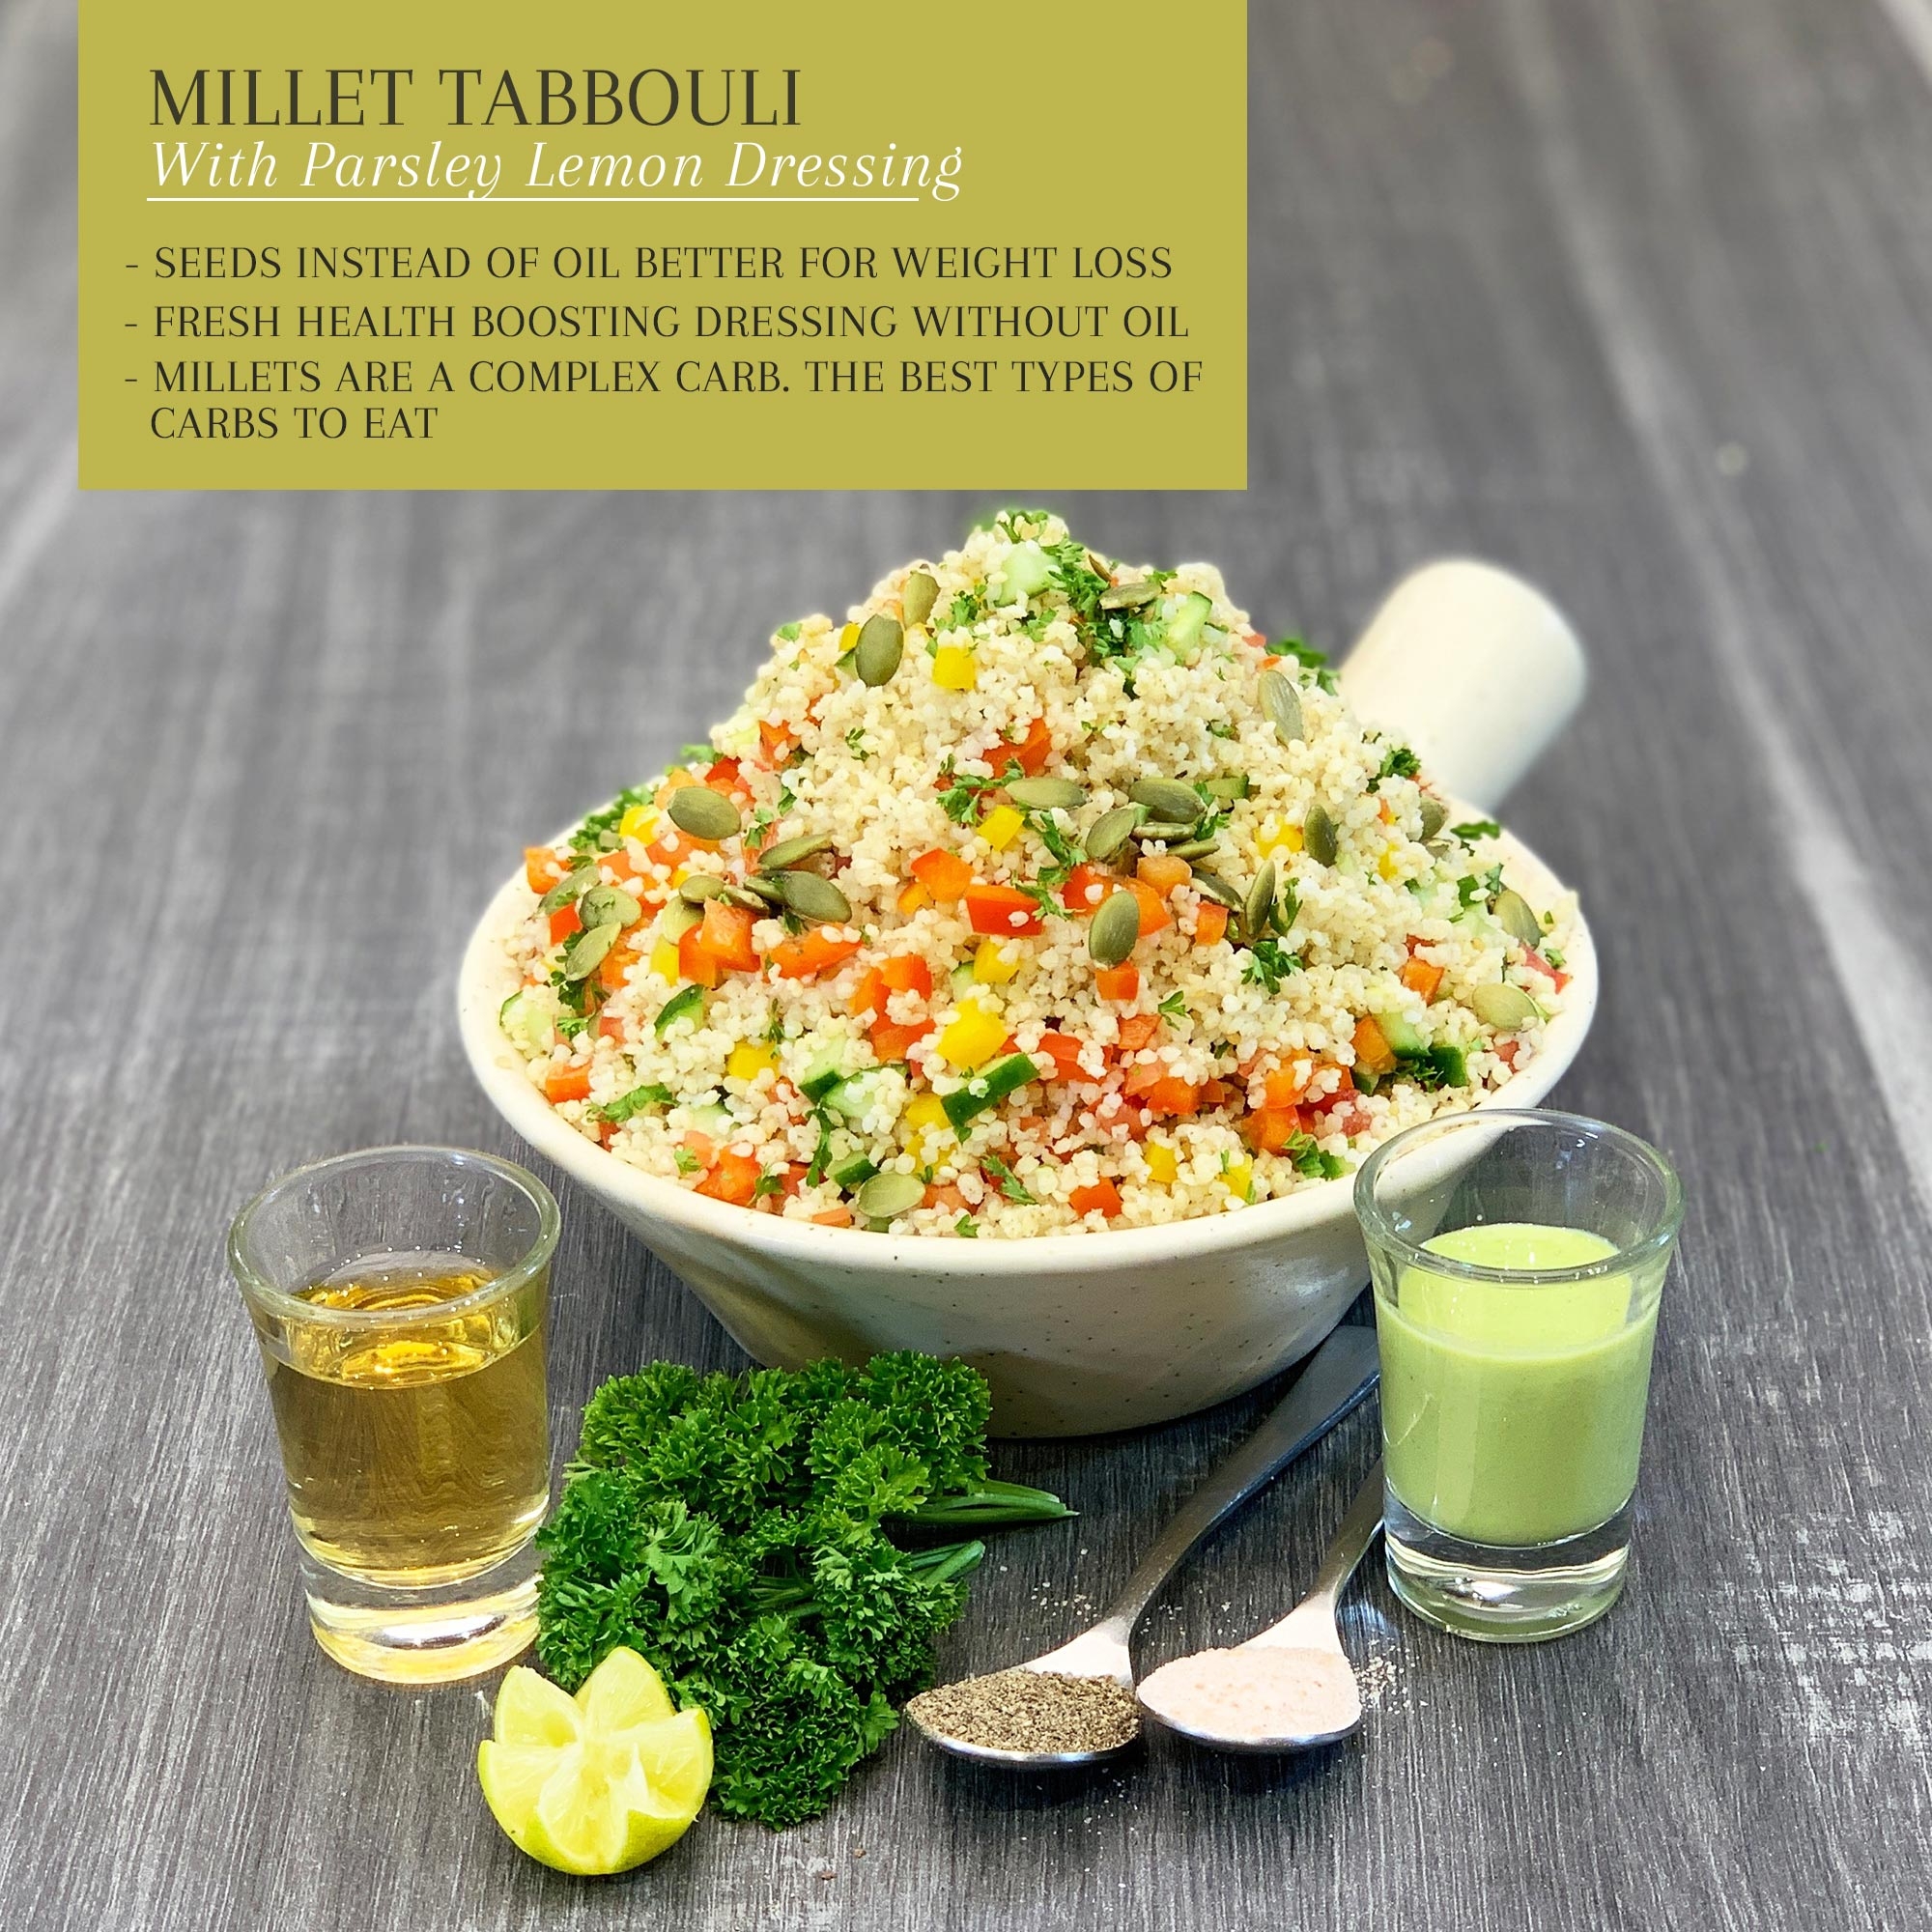 MILLET TABBOULI
With Parsley Lemon Dressing
- SEEDS INSTEAD OF OIL BETTER FOR WEIGHT LOSS
- FRESH HEALTH BOOSTING DRESSING WITHOUT OIL
- MILLETS ARE A COMPLEX CARB. THE BEST TYPES OF
CARBS TO EAT